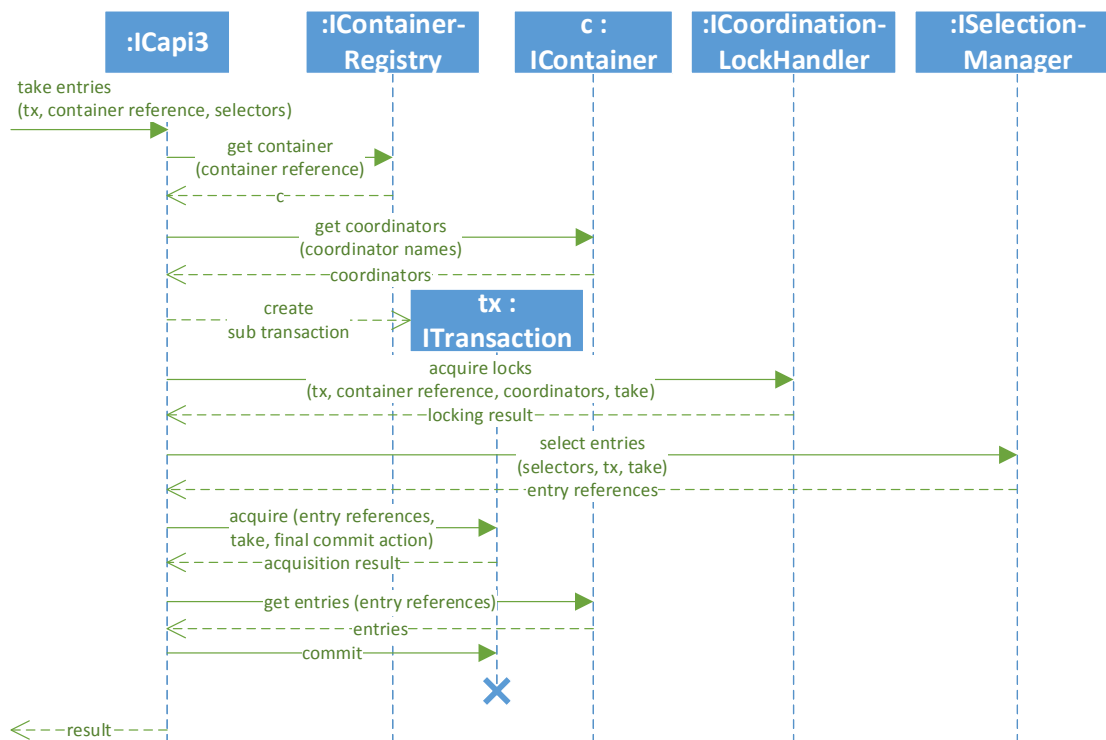 :ICapi3
:IContainer-
Registry
c :
IContainer
:ICoordination-
LockHandler
:ISelection-
Manager
take entries
(tx, container reference, selectors)
get container
(container reference)
c
get coordinators
(coordinator names)
coordinators
create
sub transaction
tx :
ITransaction
acquire locks
(tx, container reference, coordinators, take)
locking result
select entries
(selectors, tx, take)
entry references
acquire (entry references,
take, final commit action)
acquisition result
get entries (entry references)
entries
commit
result